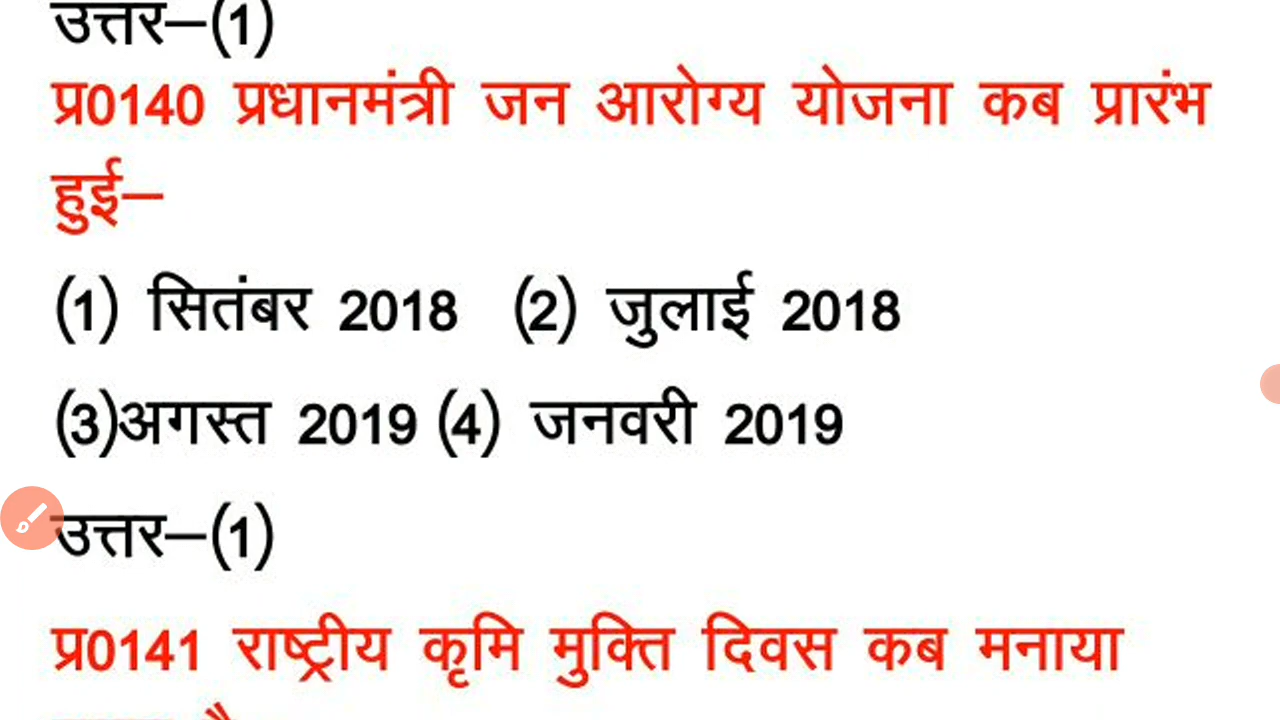 उत्तर–(1)
प्र0140 प्रधानमंत्री जन आरोग्य योजना कब प्रारंभ
हुई–
(1) सितंबर 2018 (2) जुलाई 2018
(3)अगस्त 2019 (4) जनवरी 2019
उत्तर–(1)
प्र0141 राष्ट्रीय कृमि मुक्ति दिवस कब मनाया